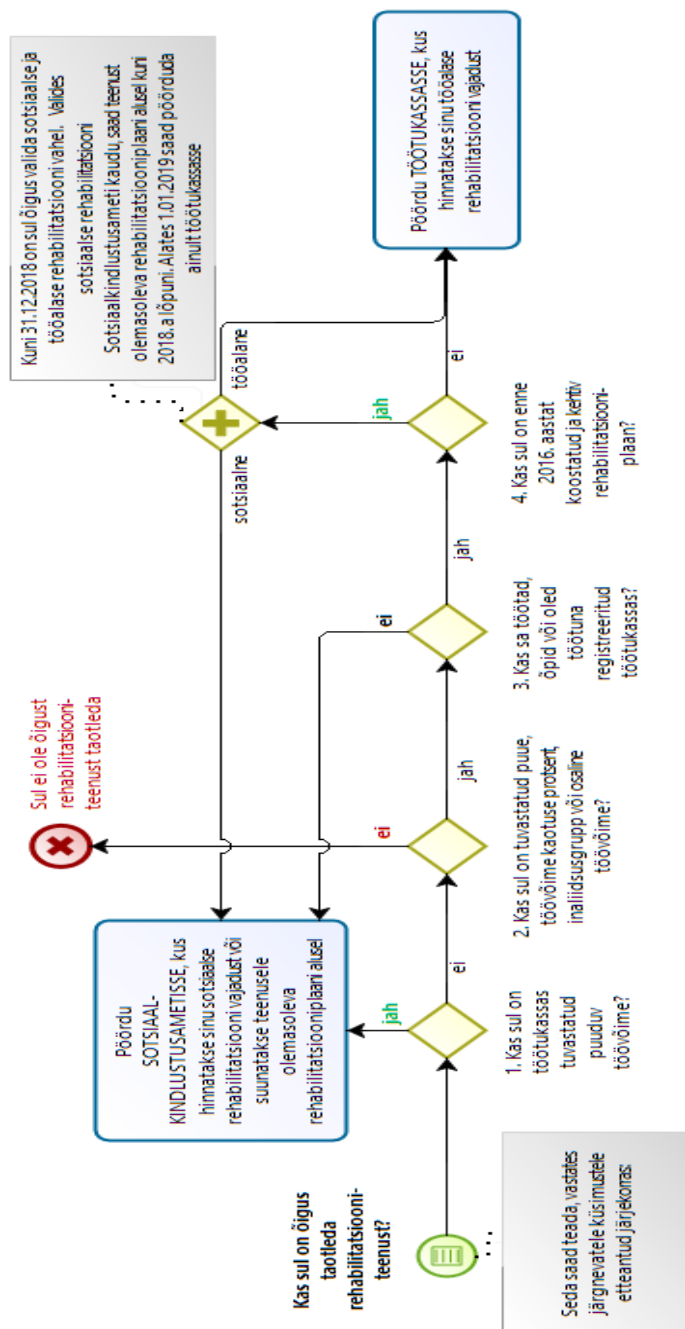 Kas sul on õigus
taotleda
rehabilitatsiooni-
teenust?
Seda saad teada, vastates
järgnevatele küsimustele
etteantud järjekorras:
1. Kas sul on
töötukassas
tuvastatud
puuduv
töövõime?
jah
ei
Pöördu
SOTSIAAL-
KINDLUSTUSAMETISSE, kus
hinnatakse sinu sotsiaalse
rehabilitatsiooni vajadust või
suunatakse teenusele
olemasoleva
rehabilitatsiooniplaani alusel
2. Kas sul on tuvastatud puue,
töövõime kaotuse protsent,
inaliidsusgrupp või osaline
töövõime?
ei
jah
Sul ei ole õigust
rehabilitatsiooni-
teenust taotleda
3. Kas sa töötad,
õpid või oled
töötuna
registreeritud
töötukassas?
ei
jah
4. Kas sul on enne
2016. aastat
koostatud ja kehtiv
rehabilitatsiooni-
plaan?
jah
ei
sotsiaalne
tööalane
Kuni 31.12.2018 on sul õigus valida sotsiaalse ja
tööalase rehabilitatsiooni vahel. Valides
sotsiaalse rehabilitatsiooni
Sotsiaalkindlustusameti kaudu, saad teenust
olemasoleva rehabilitatsiooniplaani alusel kuni
2018.a lõpuni. Alates 1.01.2019 saad pöörduda
ainult töötukassasse
Pöördu TÖÖTUKASSASSE, kus
hinnatakse sinu tööalase
rehabilitatsiooni vajadust